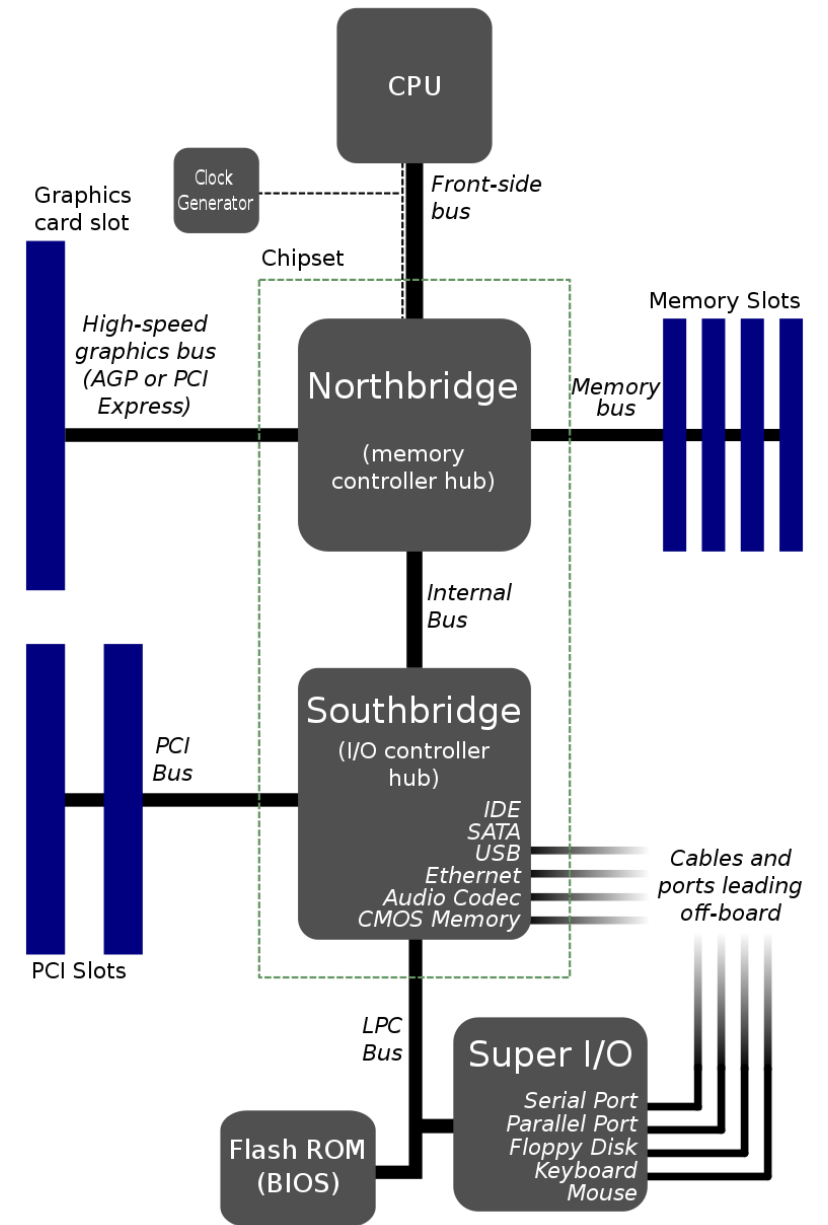 CPU
Clock
Generator
Front-side
bus
Graphics
card slot
Chipset
Memory Slots
High-speed
graphics bus
(AGP or PCI
Express)
Northbridge
(memory
controller hub)
Memory
bus
Internal
Bus
Southbridge
(I/O controller
hub)
PCI
Bus
IDE
SATA
USB
Ethernet
Audio Codec
CMOS Memory
Cables and
ports leading
off-board
PCI Slots
LPC
Bus
Super I/O
Serial Port
Parallel Port
Floppy Disk
Keyboard
Mouse
Flash ROM
(BIOS)